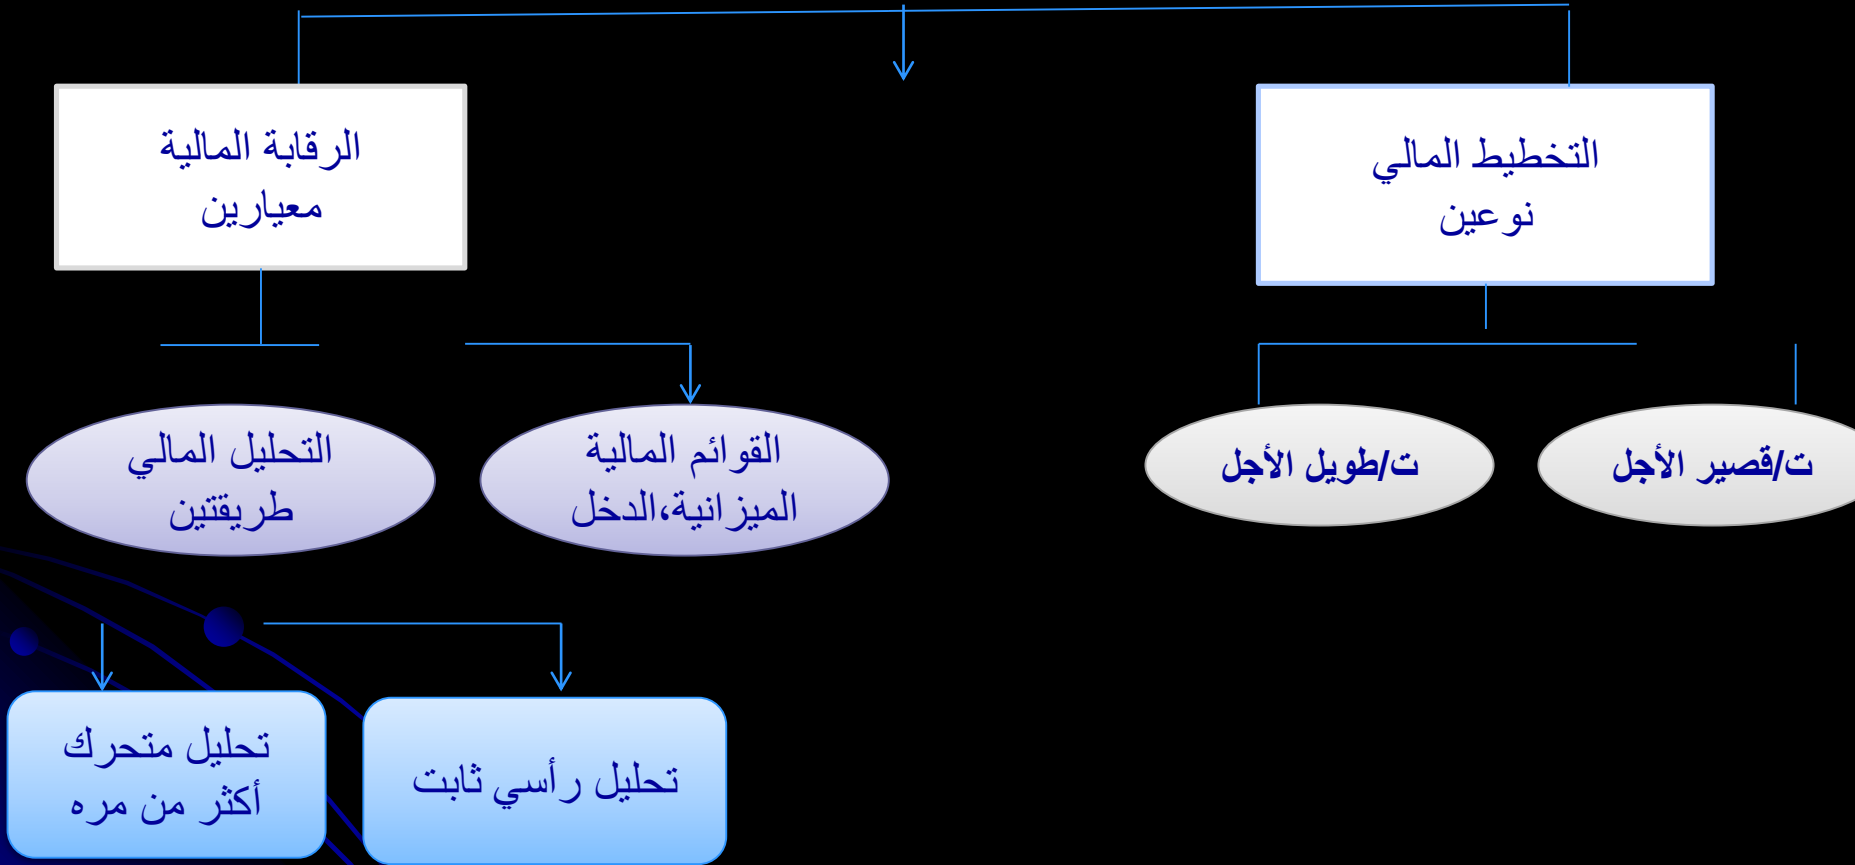 التخطيط المالي
نوعين
الرقابة المالية
معيارين
ت/قصير الأجل
ت/طويل الأجل
القوائم المالية
الميزانية،الدخل
التحليل المالي
طريقتين
تحليل رأسي ثابت
تحليل متحرك
أكثر من مره